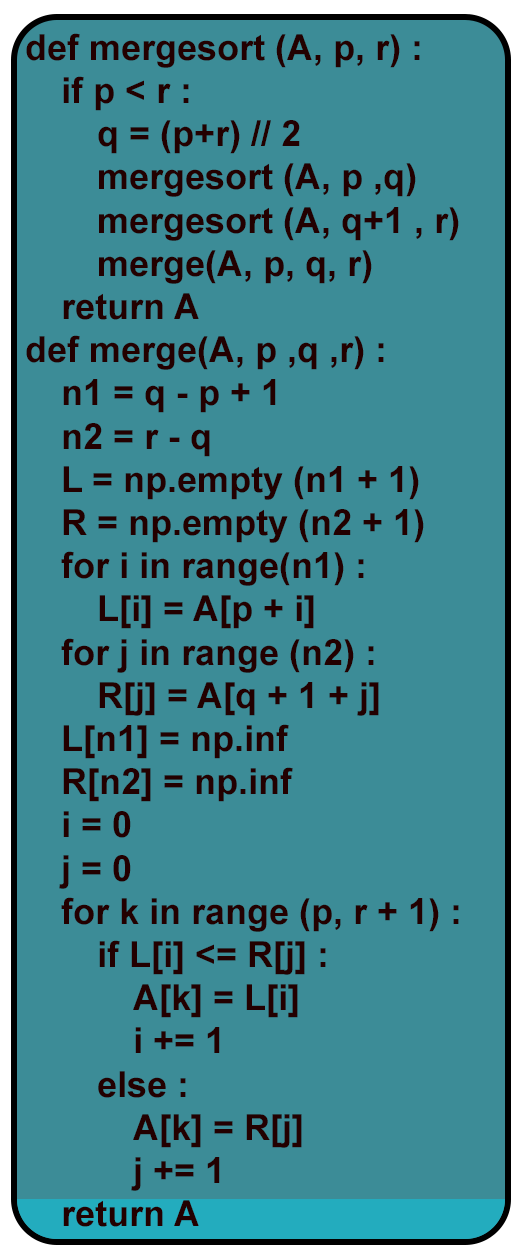 def mergesort (A, p, r) :
    if p < r :
        q = (p+r) // 2
        mergesort (A, p ,q)
        mergesort (A, q+1 , r)
        merge(A, p, q, r)
    return A
def merge(A, p ,q ,r) :
    n1 = q - p + 1
    n2 = r - q
    L = np.empty (n1 + 1)
    R = np.empty (n2 + 1)
    for i in range(n1) :
        L[i] = A[p + i]
    for j in range (n2) :
        R[j] = A[q + 1 + j]
    L[n1] = np.inf
    R[n2] = np.inf
    i = 0
    j = 0
    for k in range (p, r + 1) :
        if L[i] <= R[j] :
            A[k] = L[i]
            i += 1
        else :
            A[k] = R[j]
            j += 1
    return A